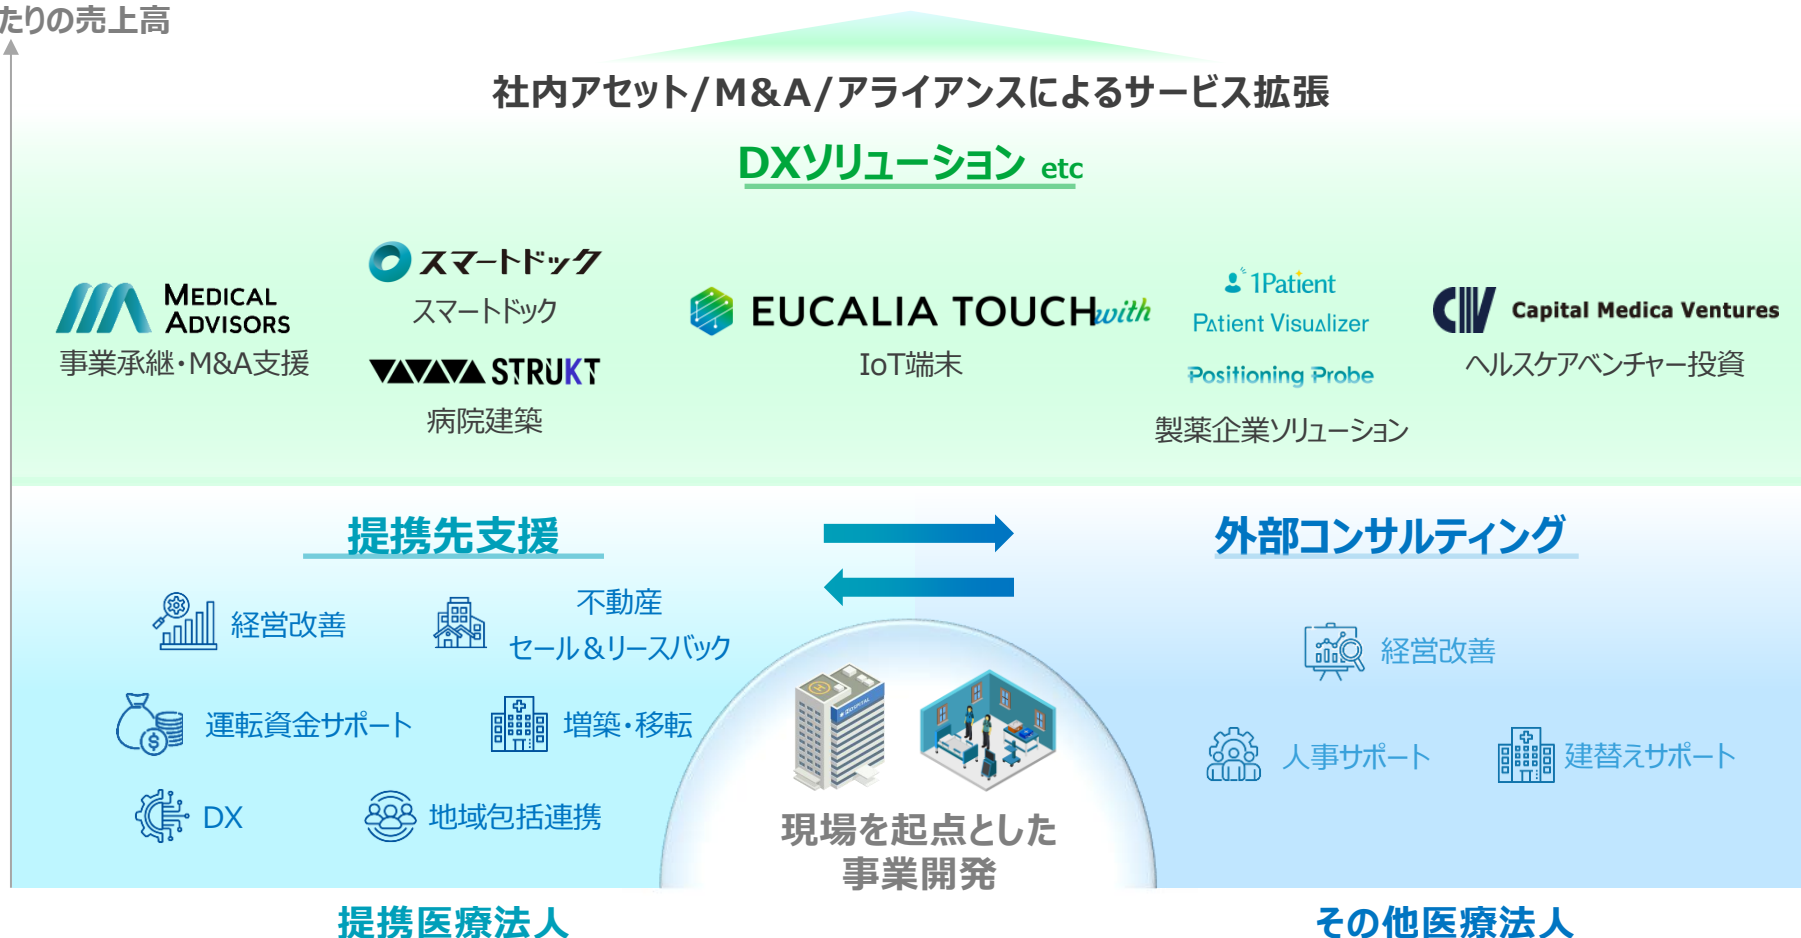 たりの売上高
社内アセット/M&A/アライアンスによるサービス拡張
DXソリューション etc
MEDICAL
ADVISORS
事業承継・M&A支援
スマートドック
スマートドック
STRUKT
病院建築
EUCALIA TOUCH with
IoT端末
1Patient
Patient Visualizer
Positioning Probe
製薬企業ソリューション
CMV Capital Medica Ventures
ヘルスケアベンチャー投資
提携先支援
経営改善
不動産
セール&リースバック
運転資金サポート
増築・移転
DX
地域包括連携
外部コンサルティング
経営改善
人事サポート
建替えサポート
HOSPITAL
現場を起点とした
事業開発
提携医療法人
その他医療法人